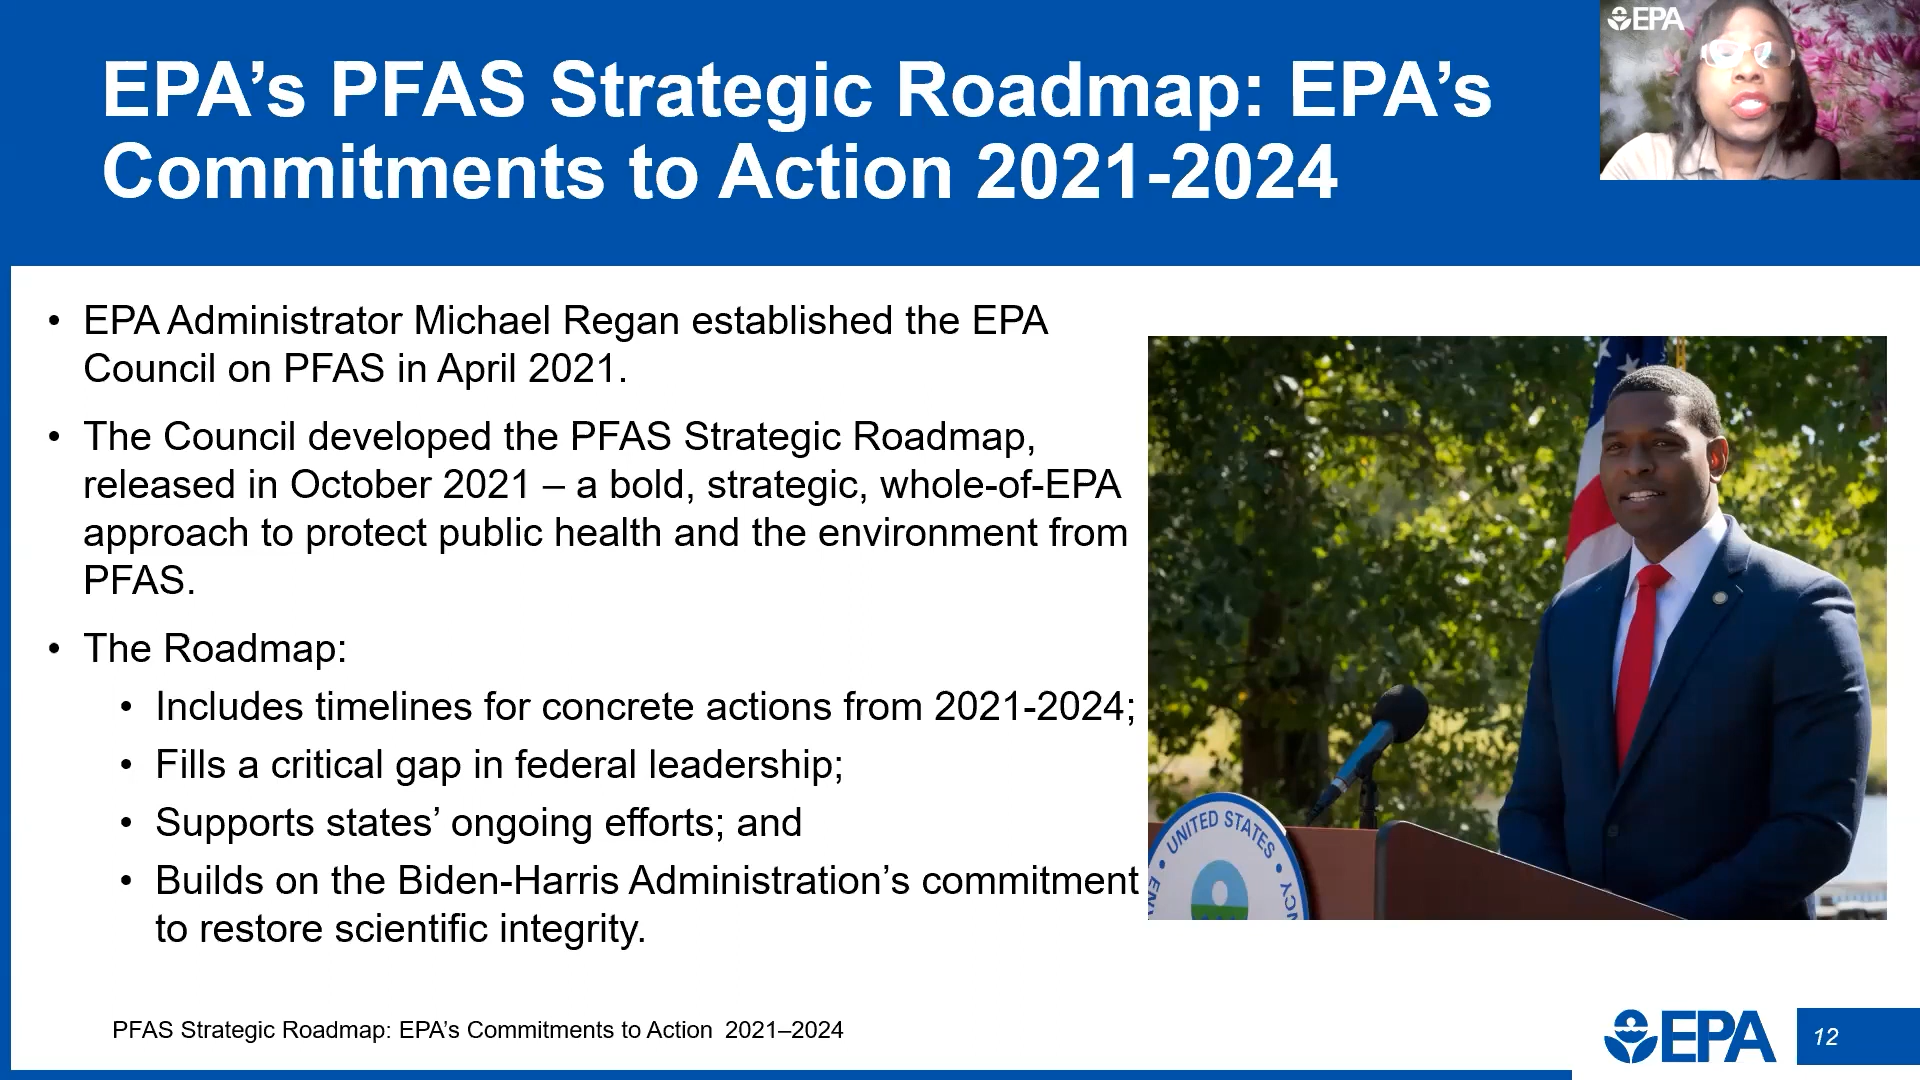 EPA
EPA’s PFAS Strategic Roadmap: EPA’s
Commitments to Action 2021-2024
• EPA Administrator Michael Regan established the EPA
Council on PFAS in April 2021.
• The Council developed the PFAS Strategic Roadmap,
released in October 2021 – a bold, strategic, whole-of-EPA
approach to protect public health and the environment from
PFAS.
• The Roadmap:
• Includes timelines for concrete actions from 2021-2024;
• Fills a critical gap in federal leadership;
• Supports states’ ongoing efforts; and
• Builds on the Biden-Harris Administration’s commitment
to restore scientific integrity.
• UNITED STATES •
PFAS Strategic Roadmap: EPA’s Commitments to Action 2021–2024
EPA
12